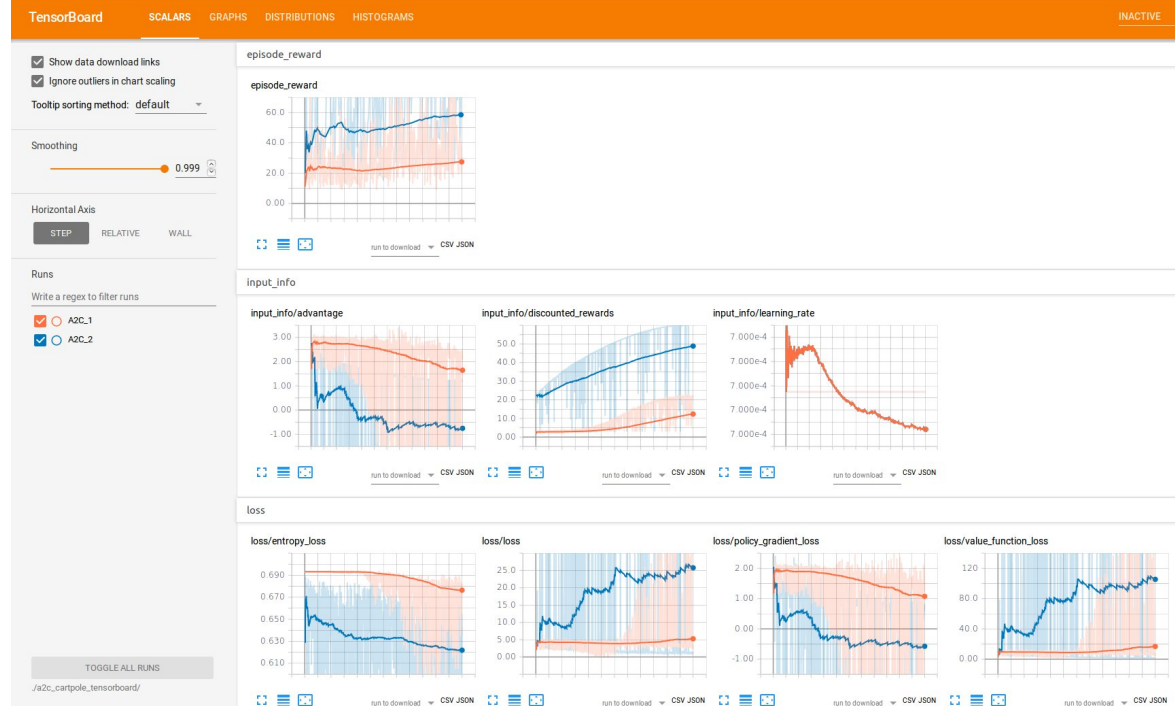 TensorBoard SCALARS GRAPHS DISTRIBUTIONS HISTOGRAMS INACTIVE
Show data download links
Ignore outliers in chart scaling
Tooltip sorting method: default
Smoothing
0.999
Horizontal Axis
STEP RELATIVE WALL
Runs
Write a regex to filter runs
A2C_1
A2C_2
TOGGLE ALL RUNS
./a2c_cartpole_tensorboard/
episode_reward
episode_reward
60.0
40.0
20.0
0.00
run to download CSV JSON
input_info
input_info/advantage
3.00
2.00
1.00
0.00
-1.00
run to download CSV JSON
input_info/discounted_rewards
50.0
40.0
30.0
20.0
10.0
0.00
run to download CSV JSON
input_info/learning_rate
7.000e-4
7.000e-4
7.000e-4
7.000e-4
7.000e-4
run to download CSV JSON
loss
loss/entropy_loss
0.690
0.670
0.650
0.630
0.610
run to download CSV JSON
loss/loss
25.0
20.0
15.0
10.0
5.00
0.00
run to download CSV JSON
loss/policy_gradient_loss
2.00
1.00
0.00
-1.00
run to download CSV JSON
loss/value_function_loss
120
80.0
40.0
0.00
run to download CSV JSON